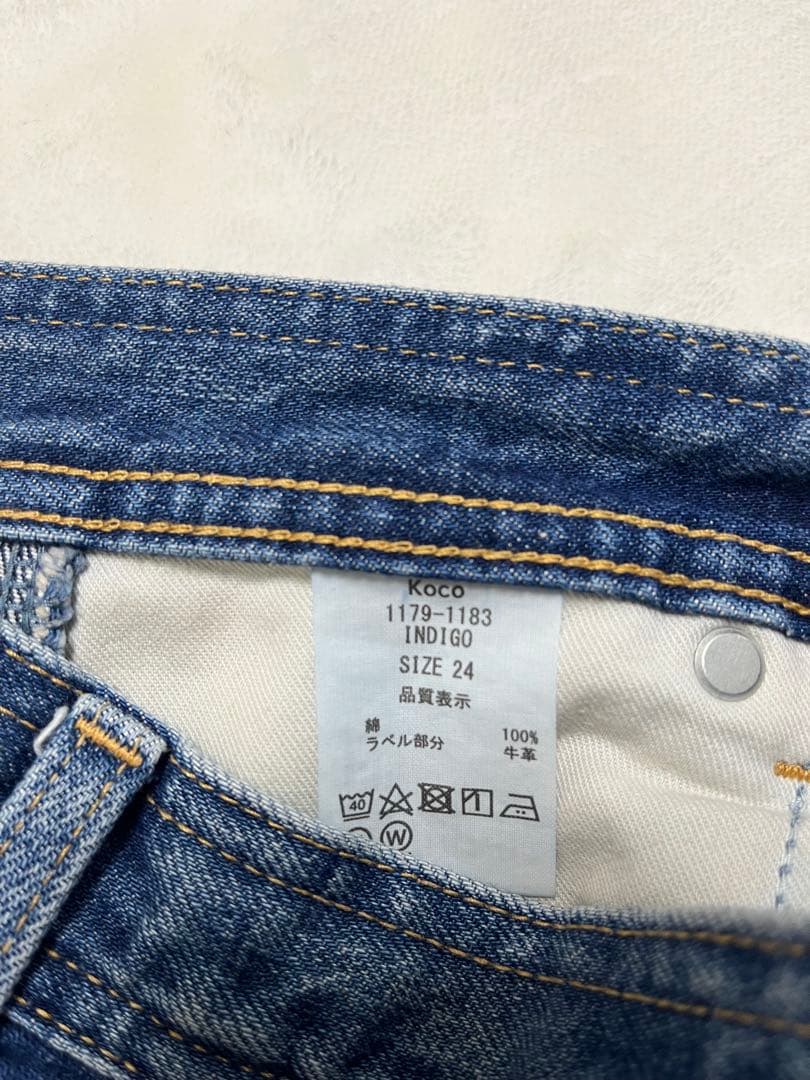 Koco
1179-1183
INDIGO
SIZE 24
品質表示
綿 100%
ラベル部分 牛革
40
W